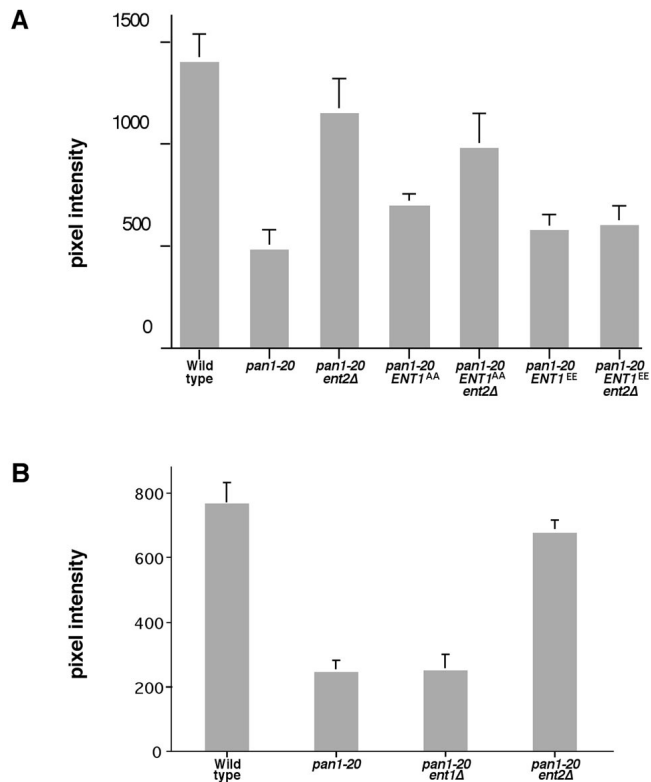 A
pixel intensity
1500
1000
500
0
Wild
type
pan1-20
pan1-20
ent2Δ
pan1-20
ENT1ᴬᴬ
pan1-20
ENT1ᴬᴬ
ent2Δ
pan1-20
ENT1ᴱᴱ
pan1-20
ENT1ᴱᴱ
ent2Δ
B
pixel intensity
800
600
400
200
0
Wild
type
pan1-20
pan1-20
ent1Δ
pan1-20
ent2Δ